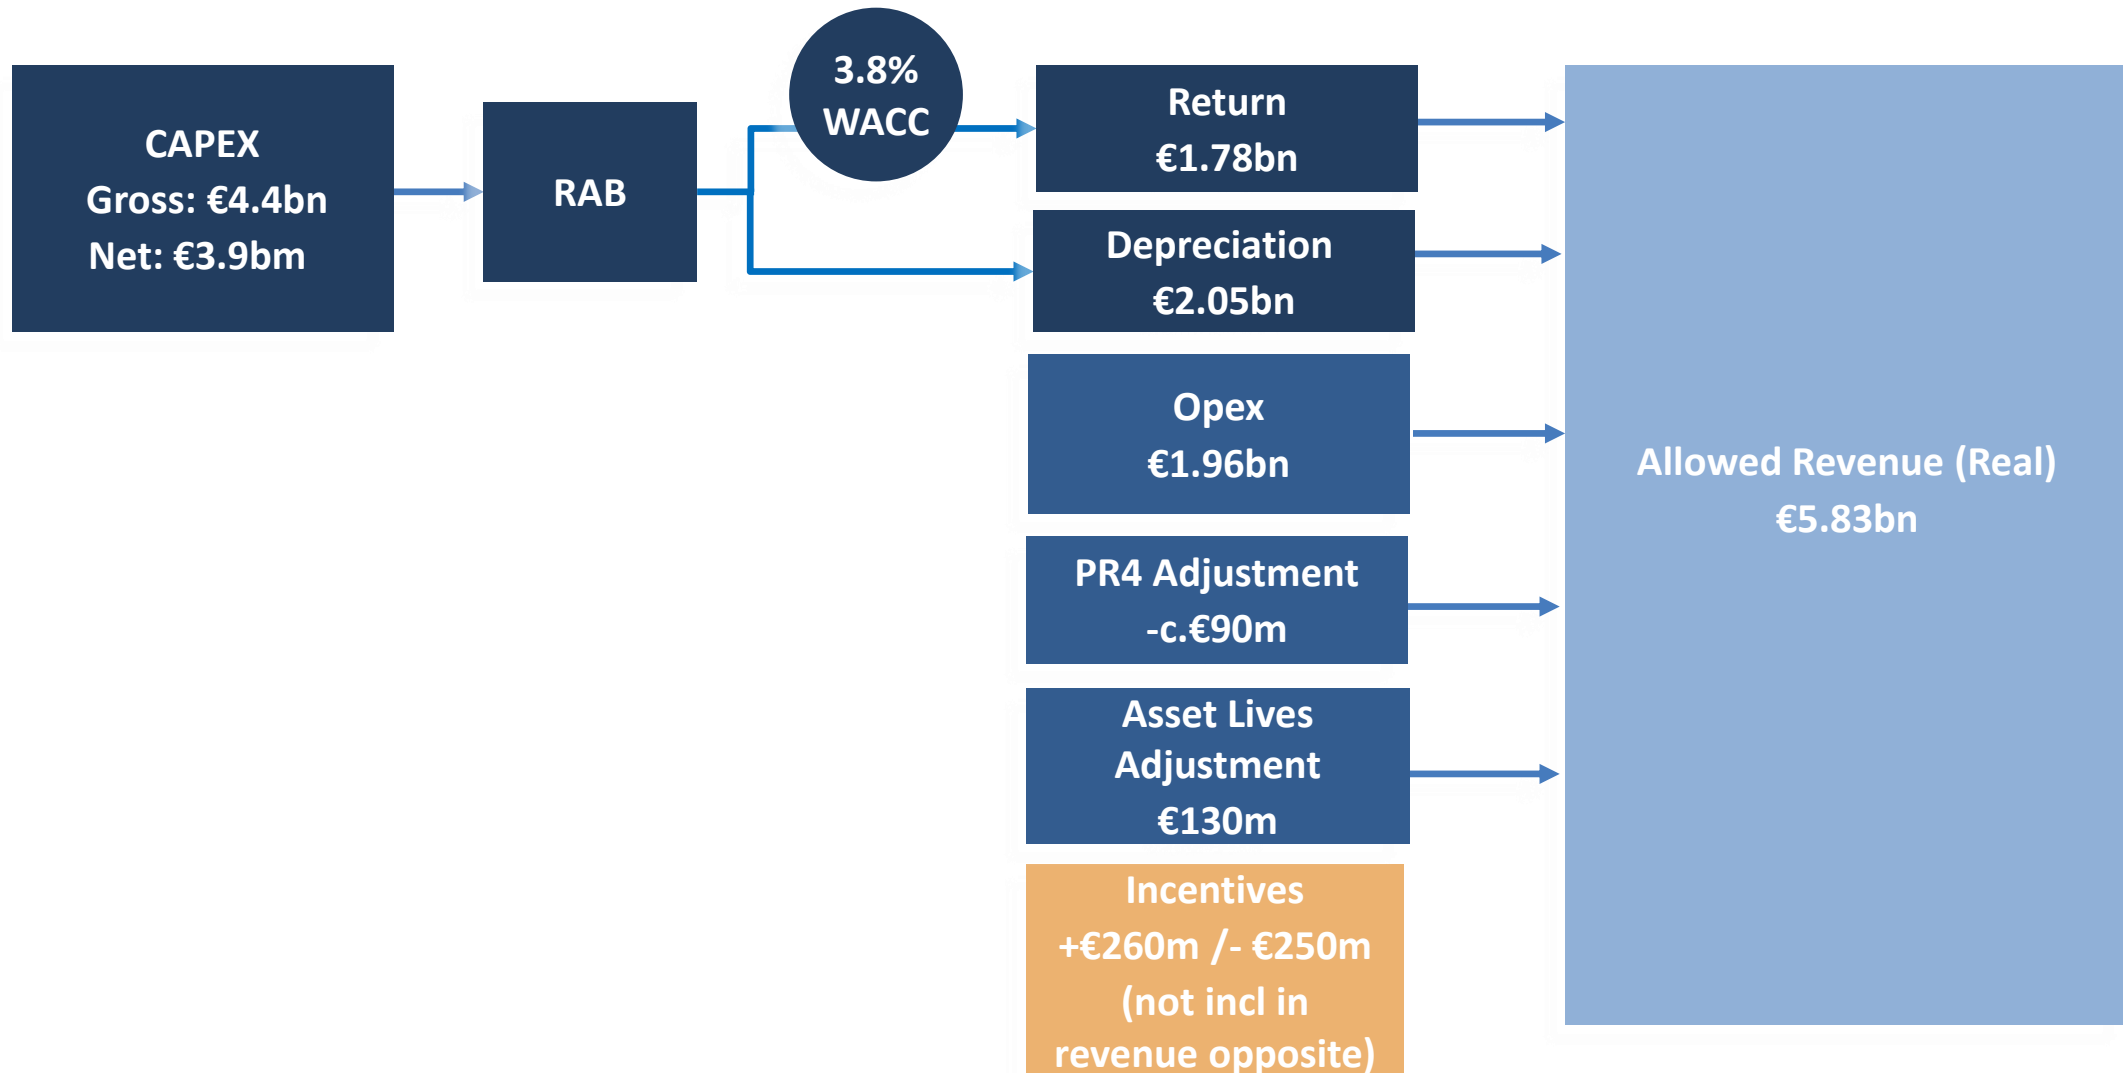 CAPEX
Gross: €4.4bn
Net: €3.9bm
RAB
3.8%
WACC
Return
€1.78bn
Depreciation
€2.05bn
Opex
€1.96bn
PR4 Adjustment
-c.€90m
Asset Lives
Adjustment
€130m
Incentives
+€260m /- €250m
(not incl in
revenue opposite)
Allowed Revenue (Real)
€5.83bn